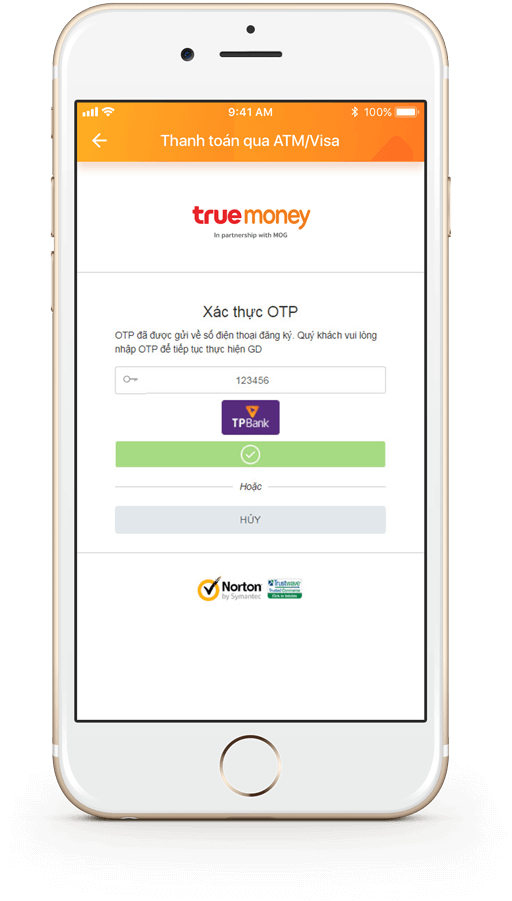 9:41 AM
100%
Thanh toán qua ATM/Visa
truemoney
In partnership with MOG
Xác thực OTP
OTP đã được gửi về số điện thoại đăng ký. Quý khách vui lòng
nhập OTP để tiếp tục thực hiện GD
123456
TPBank
Hoặc
HỦY
Norton
by Symantec
Trustwave
Trusted Commerce
Click to Validate